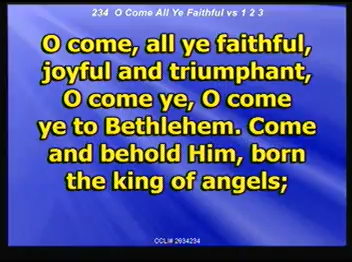 234 O Come All Ye Faithful vs 1 2 3
O come, all ye faithful,
joyful and triumphant,
O come ye, O come
ye to Bethlehem. Come
and behold Him, born
the king of angels;
CCLI# 2634234